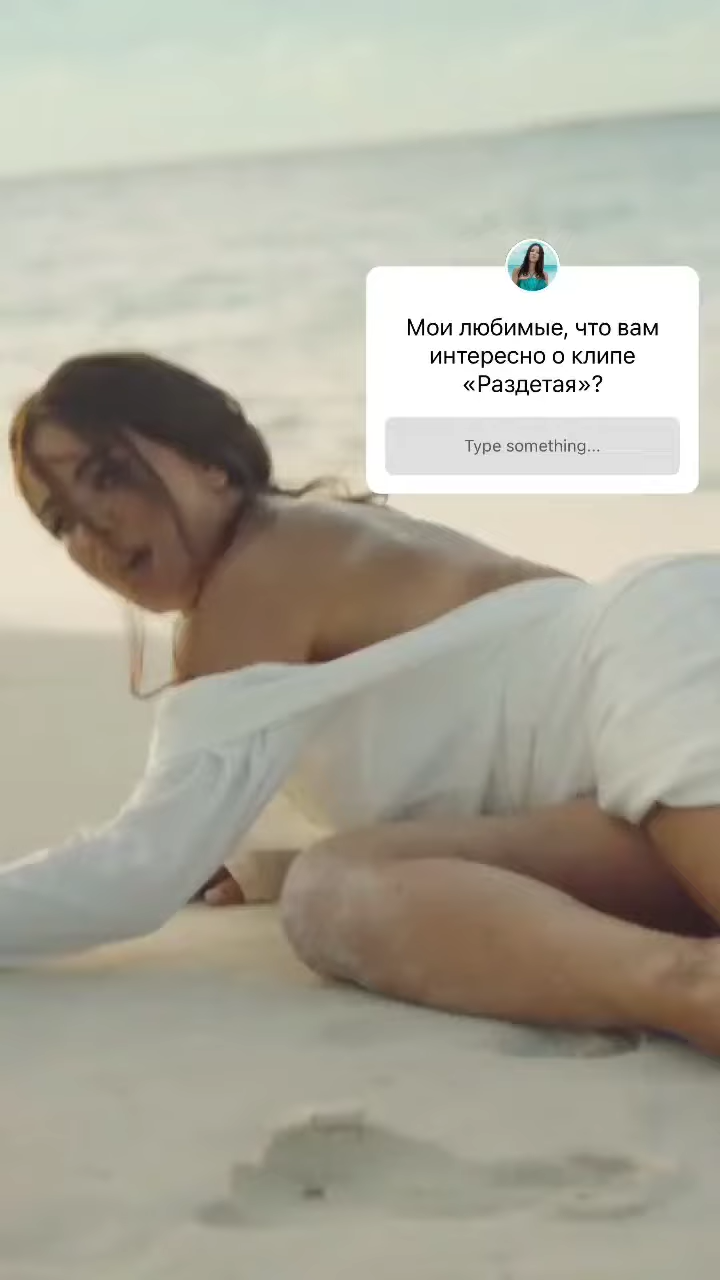 Мои любимые, что вам
интересно о клипе
«Раздетая»?
Type something...